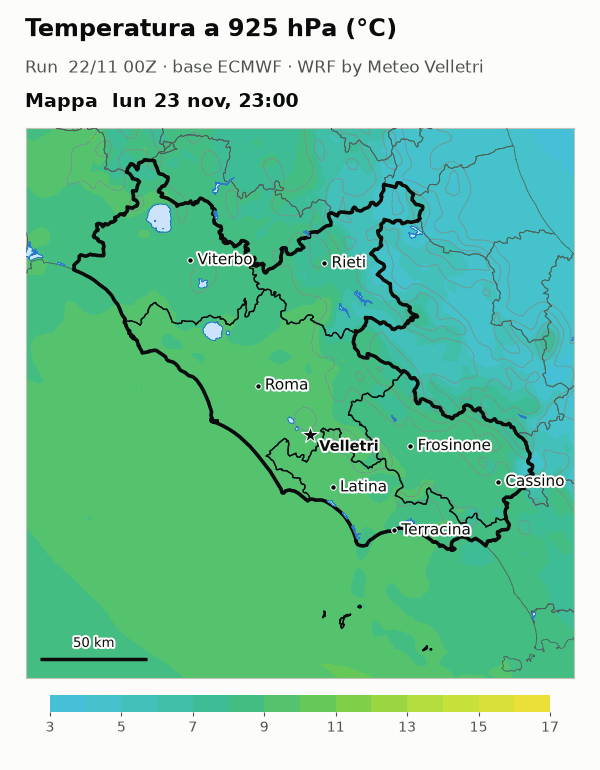 Temperatura a 925 hPa (°C)
Run  22/11 00Z · base ECMWF · WRF by Meteo Velletri
Mappa  lun 23 nov, 23:00
Viterbo
Rieti
Roma
Velletri
Frosinone
Latina
Cassino
Terracina
50 km
3 5 7 9 11 13 15 17